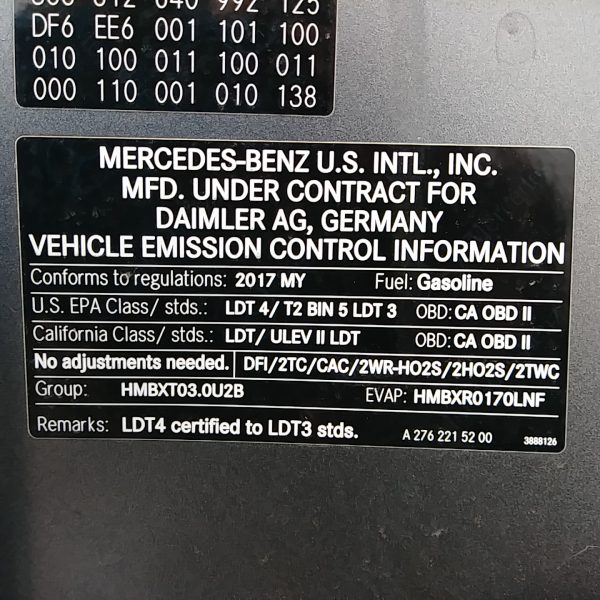 992 125
DF6 EE6 001 101 100
010 100 011 100 011
000 110 001 010 138
MERCEDES-BENZ U.S. INTL., INC.
MFD. UNDER CONTRACT FOR
DAIMLER AG, GERMANY
VEHICLE EMISSION CONTROL INFORMATION
Conforms to regulations: 2017 MY Fuel: Gasoline
U.S. EPA Class/ stds.: LDT 4/ T2 BIN 5 LDT 3 OBD: CA OBD II
California Class/ stds.: LDT/ ULEV II LDT OBD: CA OBD II
No adjustments needed. DFI/2TC/CAC/2WR-HO2S/2HO2S/2TWC
Group: HMBXT03.0U2B EVAP: HMBXR0170LNF
Remarks: LDT4 certified to LDT3 stds. A 276 221 52 00 3888126